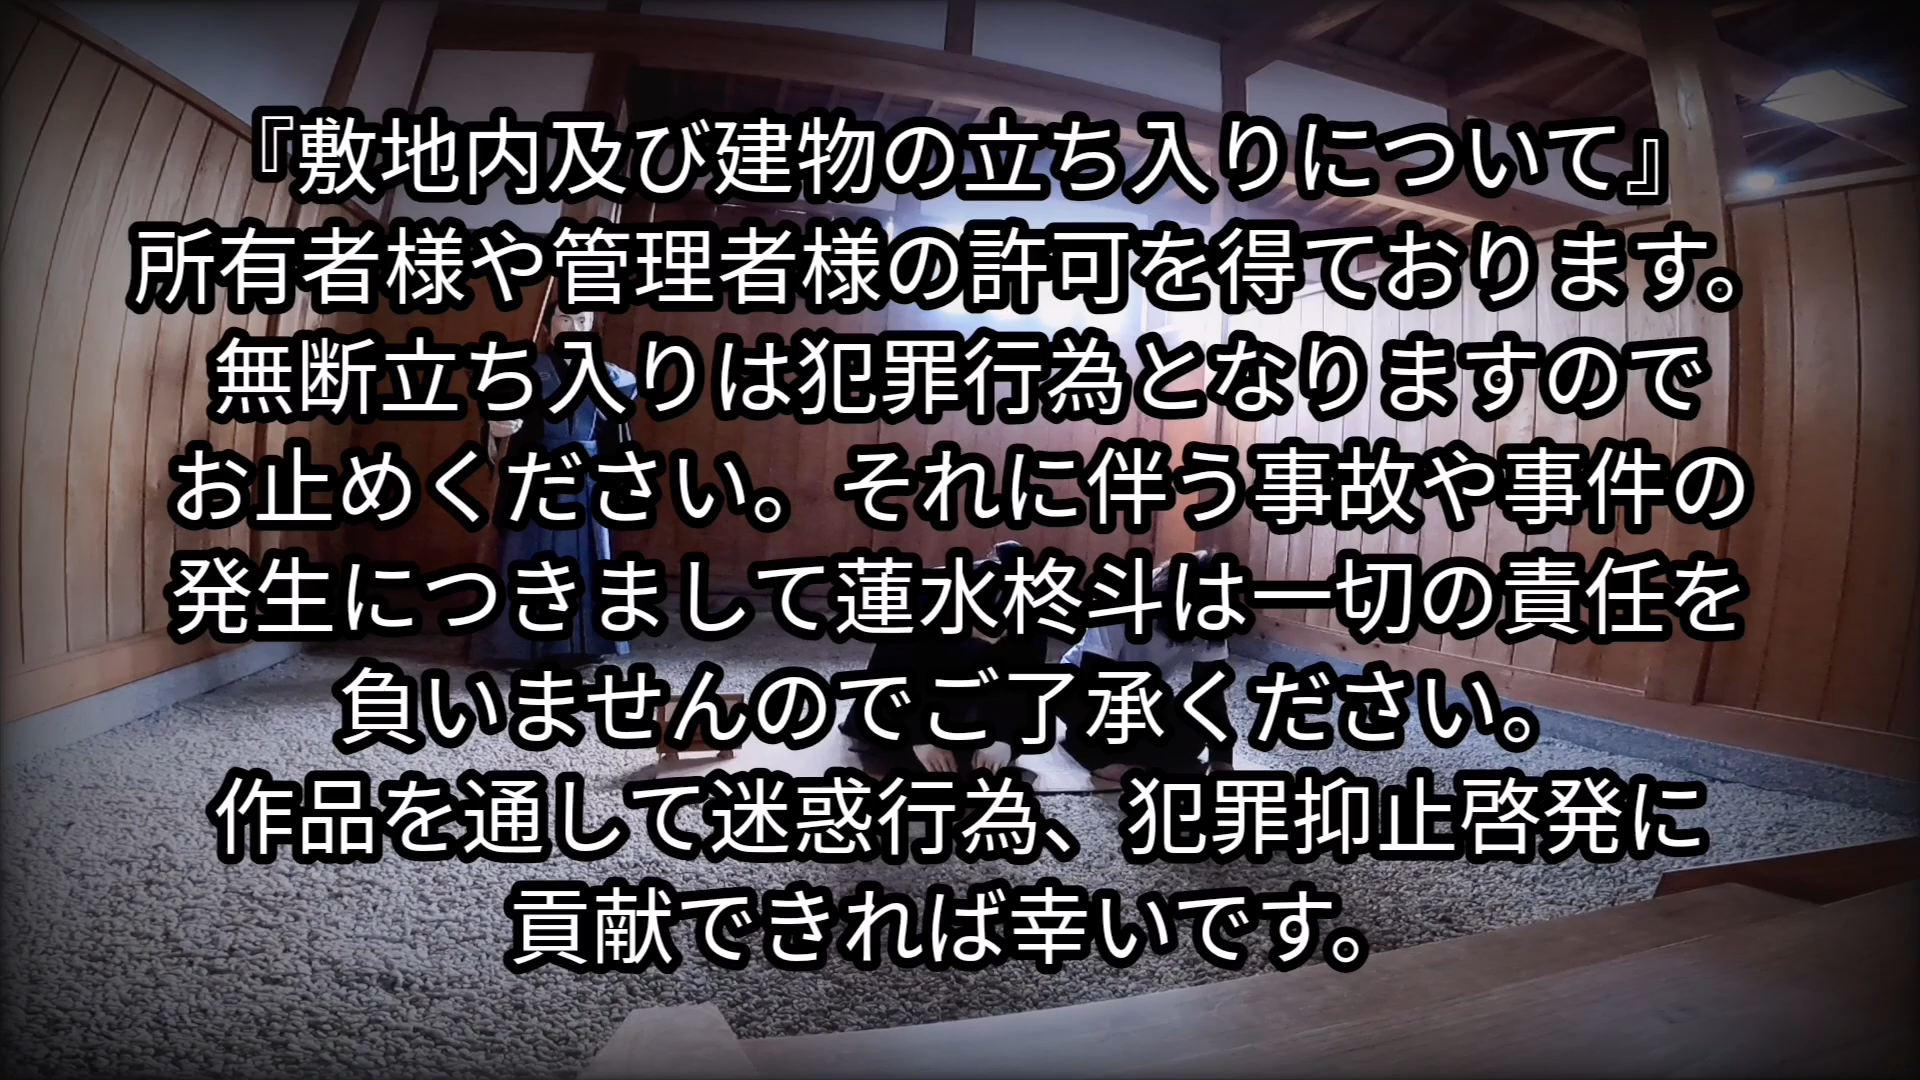 『敷地内及び建物の立ち入りについて』
所有者様や管理者様の許可を得ております。
無断立ち入りは犯罪行為となりますので
お止めください。それに伴う事故や事件の
発生につきまして蓮水柊斗は一切の責任を
負いませんのでご了承ください。
作品を通して迷惑行為、犯罪抑止啓発に
貢献できれば幸いです。